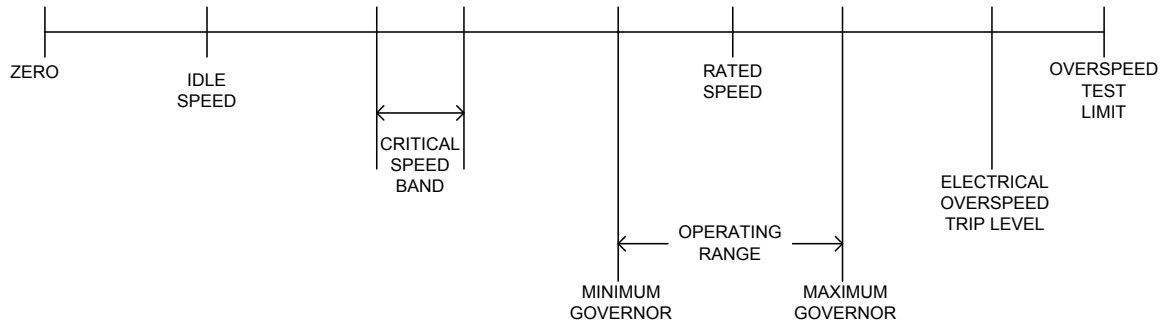 ZERO
IDLE
SPEED
CRITICAL
SPEED
BAND
RATED
SPEED
OVERSPEED
TEST
LIMIT
ELECTRICAL
OVERSPEED
TRIP LEVEL
OPERATING
RANGE
MINIMUM
GOVERNOR
MAXIMUM
GOVERNOR